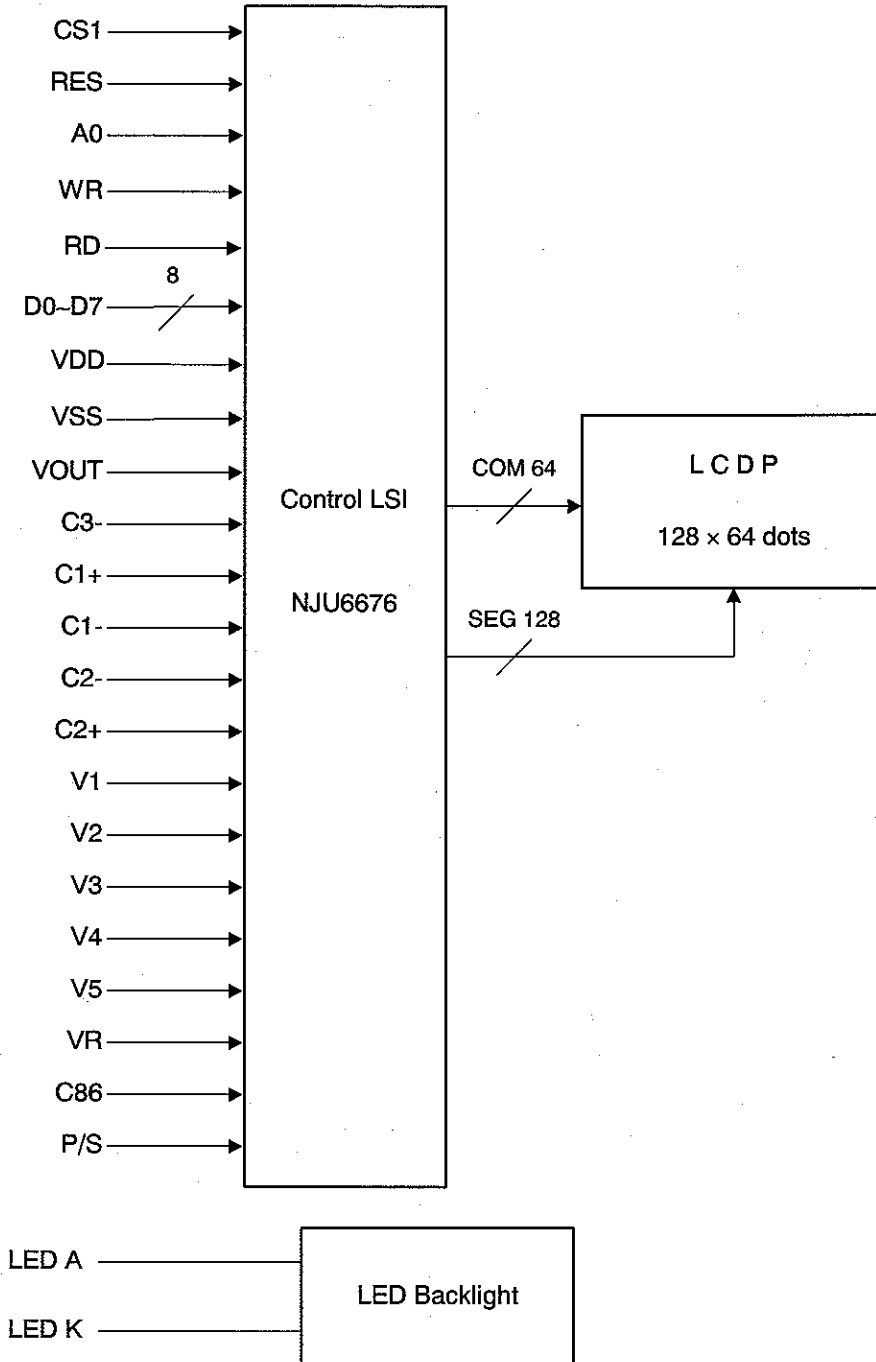 CS1
RES
A0
WR
RD
8
D0~D7
VDD
VSS
VOUT
C3-
C1+
C1-
C2-
C2+
V1
V2
V3
V4
V5
VR
C86
P/S
Control LSI
NJU6676
COM 64
SEG 128
L C D P
128 × 64 dots
LED A
LED K
LED Backlight